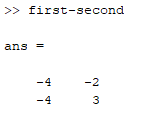 >> first-second
ans =
-4 -2
-4 3